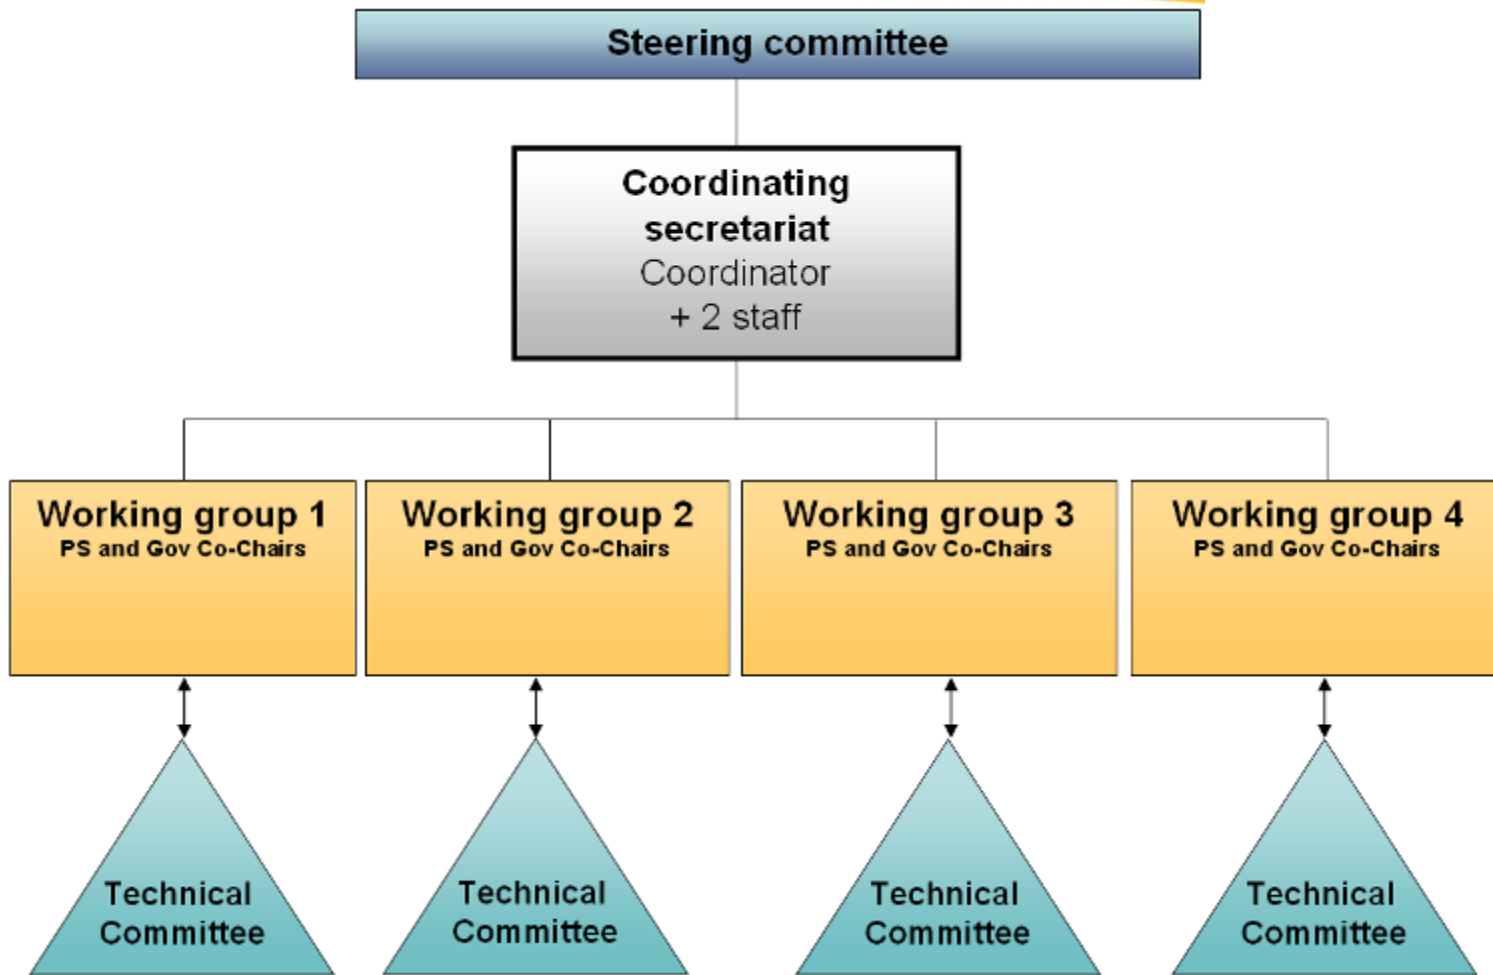 Steering committee
Coordinating
secretariat
Coordinator
+ 2 staff
Working group 1
PS and Gov Co-Chairs
Working group 2
PS and Gov Co-Chairs
Working group 3
PS and Gov Co-Chairs
Working group 4
PS and Gov Co-Chairs
Technical
Committee
Technical
Committee
Technical
Committee
Technical
Committee